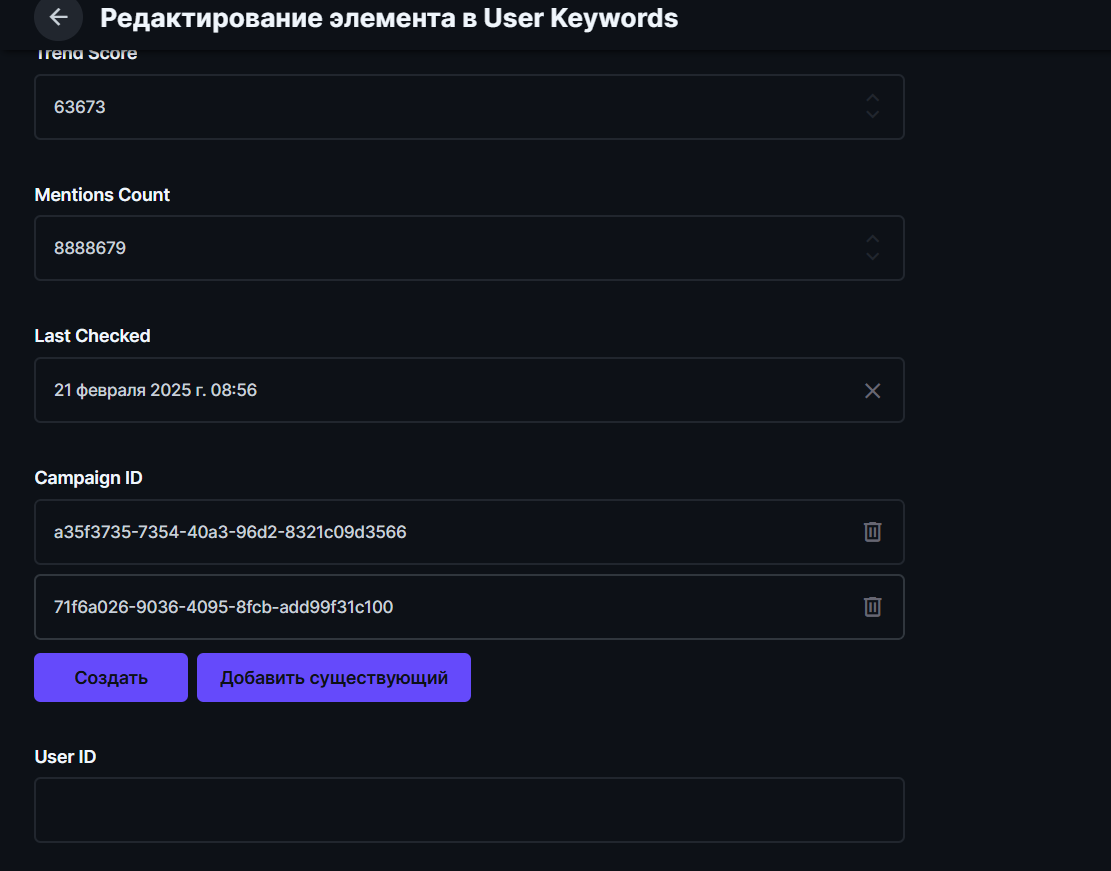 Редактирование элемента в User Keywords
Trend Score
63673
Mentions Count
8888679
Last Checked
21 февраля 2025 г. 08:56
Campaign ID
a35f3735-7354-40a3-96d2-8321c09d3566
71f6a026-9036-4095-8fcb-add99f31c100
Создать Добавить существующий
User ID